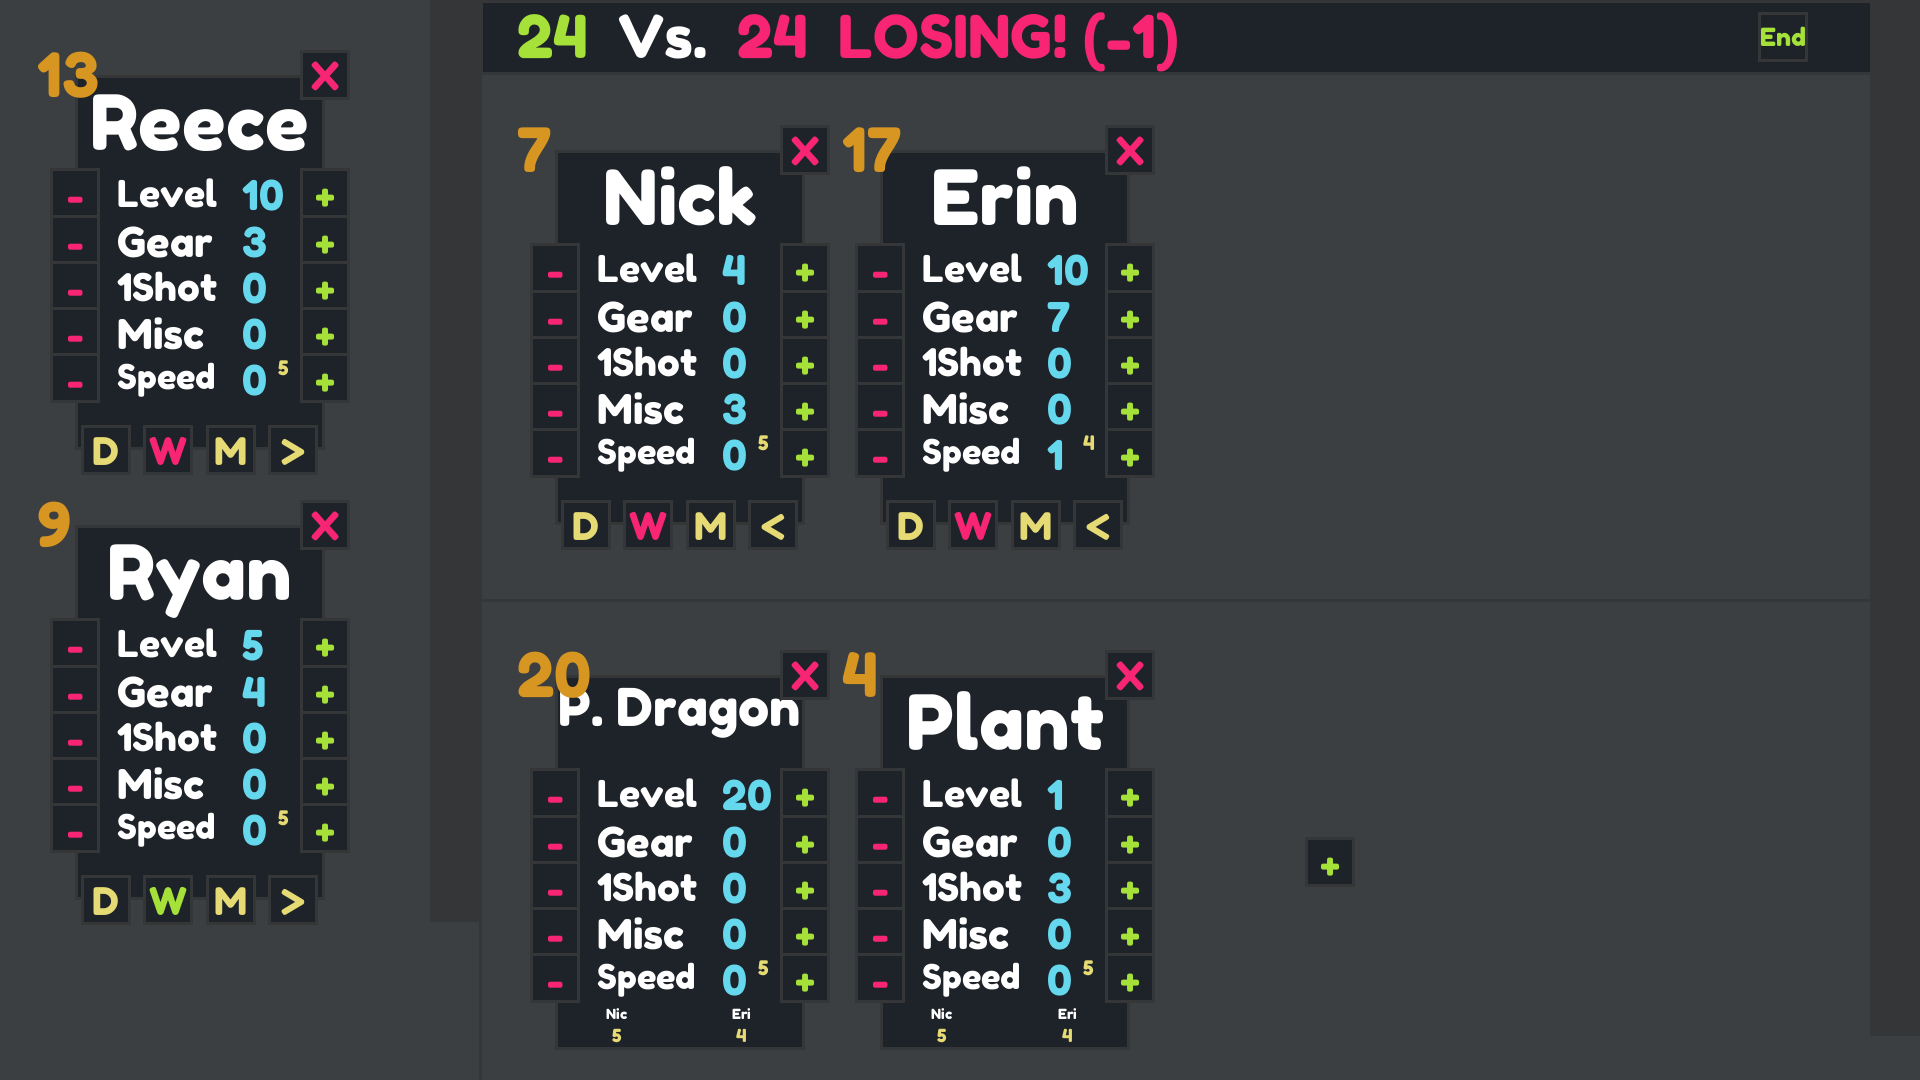 24 Vs. 24 LOSING! (-1) End
13 X
Reece
- Level 10 +
- Gear 3 +
- 1Shot 0 +
- Misc 0 +
- Speed 0 5 +
D W M >
9 X
Ryan
- Level 5 +
- Gear 4 +
- 1Shot 0 +
- Misc 0 +
- Speed 0 5 +
D W M >
7 X
Nick
- Level 4 +
- Gear 0 +
- 1Shot 0 +
- Misc 3 +
- Speed 0 5 +
D W M <
17 X
Erin
- Level 10 +
- Gear 7 +
- 1Shot 0 +
- Misc 0 +
- Speed 1 4 +
D W M <
20 X
P. Dragon
- Level 20 +
- Gear 0 +
- 1Shot 0 +
- Misc 0 +
- Speed 0 5 +
Nic Eri
5 4
4 X
Plant
- Level 1 +
- Gear 0 +
- 1Shot 3 +
- Misc 0 +
- Speed 0 5 +
Nic Eri
5 4
+